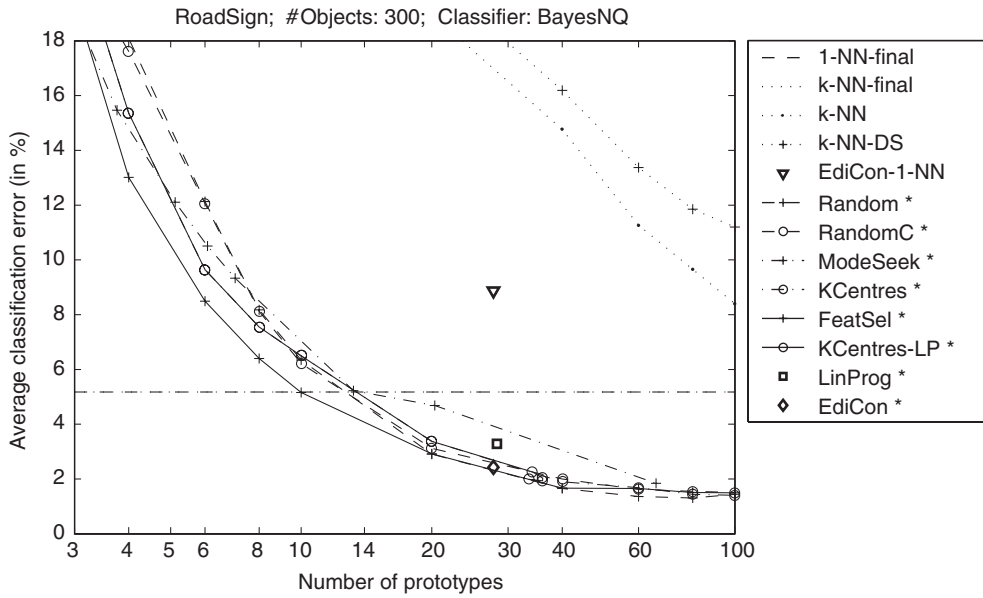 RoadSign; #Objects: 300; Classifier: BayesNQ
Average classification error (in %)
18
16
14
12
10
8
6
4
2
0
3 4 5 6 8 10 14 20 40 60 100
Number of prototypes
1-NN-final
k-NN-final
k-NN
k-NN-DS
EdiCon-1-NN
Random *
RandomC *
ModeSeek *
KCentres *
FeatSel *
KCentres-LP *
LinProg *
EdiCon *